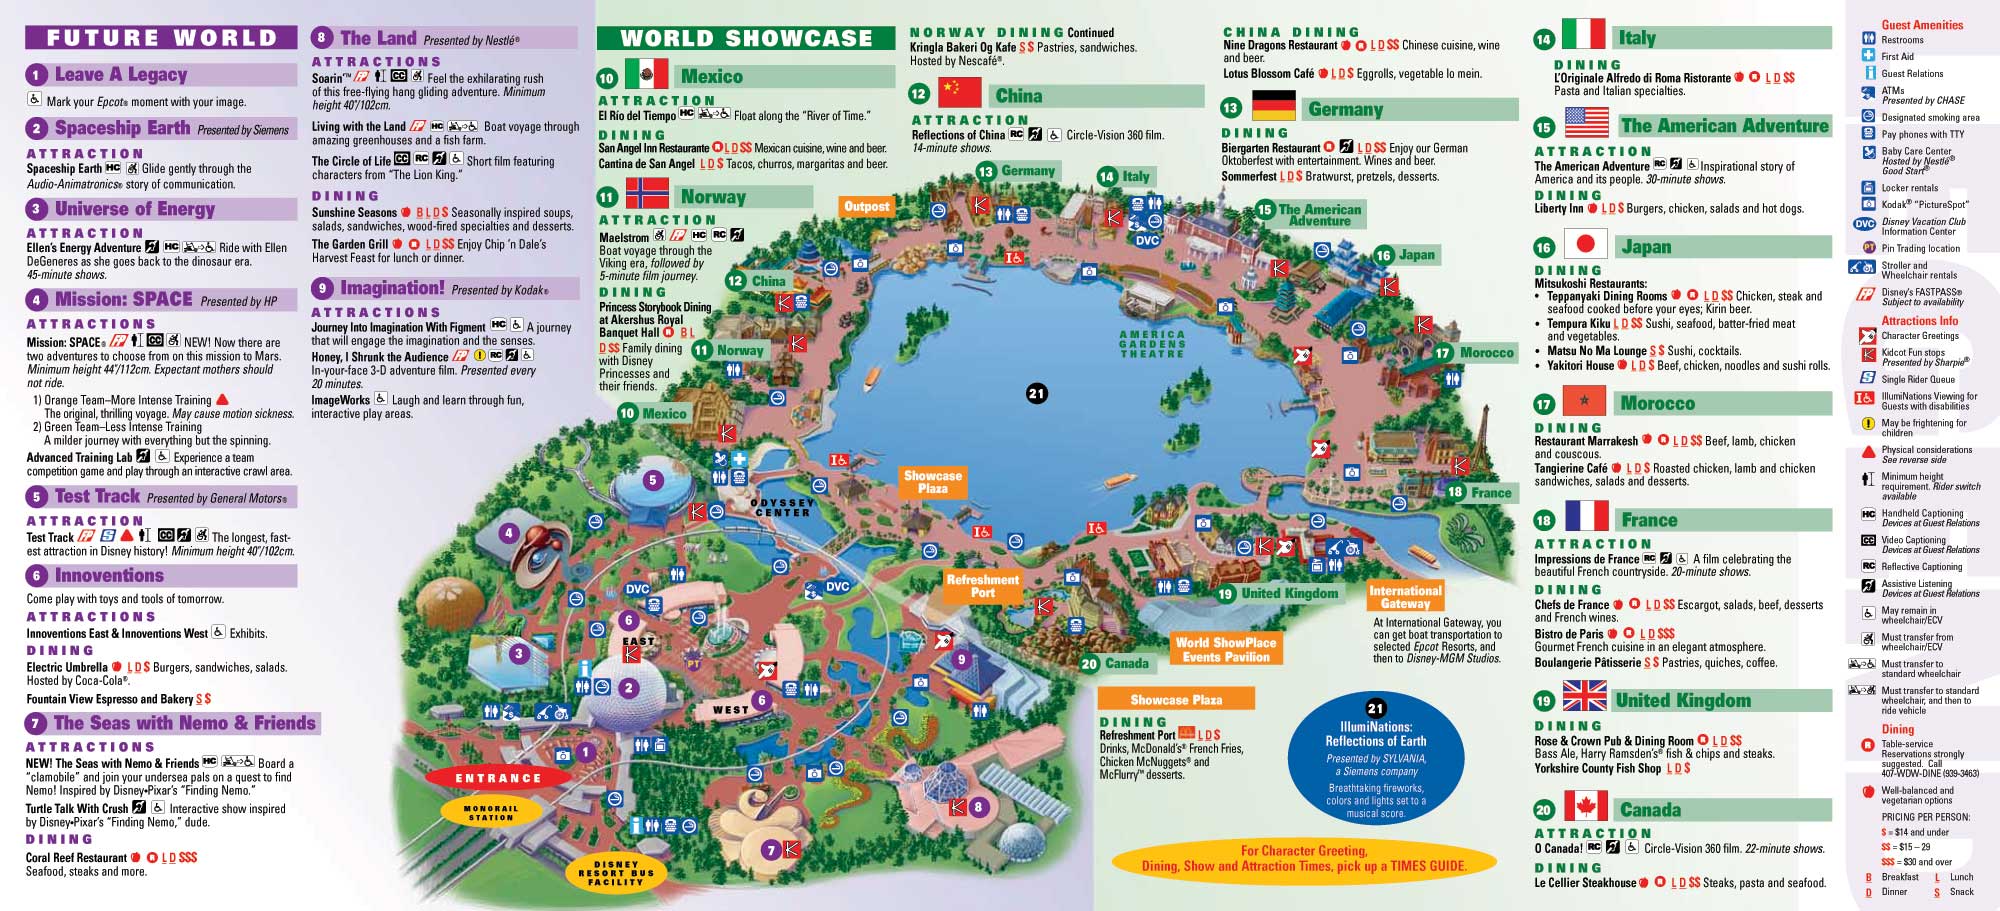 FUTURE WORLD
1 Leave A Legacy
Mark your Epcot® moment with your image.
2 Spaceship Earth Presented by Siemens
ATTRACTION
Spaceship Earth HC Glide gently through the
Audio-Animatronics® story of communication.
3 Universe of Energy
ATTRACTION
Ellen's Energy Adventure HC Ride with Ellen
DeGeneres as she goes back to the dinosaur era.
45-minute shows.
4 Mission: SPACE Presented by HP
ATTRACTIONS
Mission: SPACE® FP CC NEW! Now there are
two adventures to choose from on this mission to Mars.
Minimum height 44"/112cm. Expectant mothers should
not ride.
1) Orange Team–More Intense Training
The original, thrilling voyage. May cause motion sickness.
2) Green Team–Less Intense Training
A milder journey with everything but the spinning.
Advanced Training Lab Experience a team
competition game and play through an interactive crawl area.
5 Test Track Presented by General Motors®
ATTRACTION
Test Track FP S CC The longest, fast-
est attraction in Disney history! Minimum height 40"/102cm.
6 Innoventions
Come play with toys and tools of tomorrow.
ATTRACTIONS
Innoventions East & Innoventions West Exhibits.
DINING
Electric Umbrella L D $ Burgers, sandwiches, salads.
Hosted by Coca-Cola®.
Fountain View Espresso and Bakery S $
7 The Seas with Nemo & Friends
ATTRACTIONS
NEW! The Seas with Nemo & Friends HC Board a
"clamobile" and join your undersea pals on a quest to find
Nemo! Inspired by Disney•Pixar's "Finding Nemo."
Turtle Talk With Crush Interactive show inspired
by Disney•Pixar's "Finding Nemo," dude.
DINING
Coral Reef Restaurant R L D $$$
Seafood, steaks and more.
8 The Land Presented by Nestlé®
ATTRACTIONS
Soarin'™ FP CC Feel the exhilarating rush
of this free-flying hang gliding adventure. Minimum
height 40"/102cm.
Living with the Land FP HC Boat voyage through
amazing greenhouses and a fish farm.
The Circle of Life CC RC Short film featuring
characters from "The Lion King."
DINING
Sunshine Seasons B L D $ Seasonally inspired soups,
salads, sandwiches, wood-fired specialties and desserts.
The Garden Grill R L D $$ Enjoy Chip 'n Dale's
Harvest Feast for lunch or dinner.
9 Imagination! Presented by Kodak®
ATTRACTIONS
Journey Into Imagination With Figment HC A journey
that will engage the imagination and the senses.
Honey, I Shrunk the Audience FP RC
In-your-face 3-D adventure film. Presented every
20 minutes.
ImageWorks Laugh and learn through fun,
interactive play areas.
WORLD SHOWCASE
10 Mexico
ATTRACTION
El Río del Tiempo HC Float along the "River of Time."
DINING
San Angel Inn Restaurante R L D $$ Mexican cuisine, wine and beer.
Cantina de San Angel L D $ Tacos, churros, margaritas and beer.
11 Norway
ATTRACTION
Maelstrom FP HC RC
Boat voyage through the
Viking era, followed by
5-minute film journey.
DINING
Princess Storybook Dining
at Akershus Royal
Banquet Hall R B L
D $$ Family dining
with Disney
Princesses and
their friends.
NORWAY DINING Continued
Kringla Bakeri Og Kafe S $ Pastries, sandwiches.
Hosted by Nescafé®.
12 China
ATTRACTION
Reflections of China RC Circle-Vision 360 film.
14-minute shows.
CHINA DINING
Nine Dragons Restaurant R L D $$ Chinese cuisine, wine
and beer.
Lotus Blossom Café L D $ Eggrolls, vegetable lo mein.
13 Germany
DINING
Biergarten Restaurant R L D $$ Enjoy our German
Oktoberfest with entertainment. Wines and beer.
Sommerfest L D $ Bratwurst, pretzels, desserts.
14 Italy
DINING
L'Originale Alfredo di Roma Ristorante R L D $$
Pasta and Italian specialties.
15 The American Adventure
ATTRACTION
The American Adventure RC Inspirational story of
America and its people. 30-minute shows.
DINING
Liberty Inn L D $ Burgers, chicken, salads and hot dogs.
16 Japan
DINING
Mitsukoshi Restaurants:
• Teppanyaki Dining Rooms R L D $$ Chicken, steak and
seafood cooked before your eyes; Kirin beer.
• Tempura Kiku L D $$ Sushi, seafood, batter-fried meat
and vegetables.
• Matsu No Ma Lounge S $ Sushi, cocktails.
• Yakitori House L D $ Beef, chicken, noodles and sushi rolls.
17 Morocco
DINING
Restaurant Marrakesh R L D $$ Beef, lamb, chicken
and couscous.
Tangierine Café L D $ Roasted chicken, lamb and chicken
sandwiches, salads and desserts.
18 France
ATTRACTION
Impressions de France RC A film celebrating the
beautiful French countryside. 20-minute shows.
DINING
Chefs de France R L D $$ Escargot, salads, beef, desserts
and French wines.
Bistro de Paris R L D $$$
Gourmet French cuisine in an elegant atmosphere.
Boulangerie Pâtisserie S $ Pastries, quiches, coffee.
19 United Kingdom
DINING
Rose & Crown Pub & Dining Room R L D $$
Bass Ale, Harry Ramsden's® fish & chips and steaks.
Yorkshire County Fish Shop L D $
20 Canada
ATTRACTION
O Canada! RC Circle-Vision 360 film. 22-minute shows.
DINING
Le Cellier Steakhouse R L D $$ Steaks, pasta and seafood.
Guest Amenities
Restrooms
First Aid
Guest Relations
ATMs
Presented by CHASE
Designated smoking area
Pay phones with TTY
Baby Care Center
Hosted by Nestlé®
Good Start®
Locker rentals
Kodak® "PictureSpot"
DVC Disney Vacation Club
Information Center
PT Pin Trading location
Stroller and
Wheelchair rentals
FP Disney's FASTPASS®
Subject to availability
Attractions Info
Character Greetings
K Kidcot Fun stops
Presented by Sharpie®
S Single Rider Queue
IllumiNations Viewing for
Guests with disabilities
May be frightening for
children
Physical considerations
See reverse side
Minimum height
requirement. Rider switch
available
HC Handheld Captioning
Devices at Guest Relations
CC Video Captioning
Devices at Guest Relations
RC Reflective Captioning
Assistive Listening
Devices at Guest Relations
May remain in
wheelchair/ECV
Must transfer from
wheelchair/ECV
Must transfer to
standard wheelchair
Must transfer to standard
wheelchair, and then to
ride vehicle
Dining
R Table-service
Reservations strongly
suggested. Call
407-WDW-DINE (939-3463)
Well-balanced and
vegetarian options
PRICING PER PERSON:
$ = $14 and under
$$ = $15 – 29
$$$ = $30 and over
B Breakfast L Lunch
D Dinner S Snack
Outpost
13 Germany
14 Italy
15 The American
Adventure
16 Japan
12 China
11 Norway
17 Morocco
10 Mexico
18 France
AMERICA
GARDENS
THEATRE
21
Showcase
Plaza
ODYSSEY
CENTER
5
4
Refreshment
Port
19 United Kingdom
International
Gateway
At International Gateway, you
can get boat transportation to
selected Epcot Resorts, and
then to Disney-MGM Studios.
World ShowPlace
Events Pavilion
20 Canada
DVC
DVC
DVC
6
EAST
3
2
PT
9
WEST 6
1
8
7
ENTRANCE
MONORAIL
STATION
DISNEY
RESORT BUS
FACILITY
Showcase Plaza
DINING
Refreshment Port L D $
Drinks, McDonald's® French Fries,
Chicken McNuggets® and
McFlurry™ desserts.
21
IllumiNations:
Reflections of Earth
Presented by SYLVANIA,
a Siemens company
Breathtaking fireworks,
colors and lights set to a
musical score.
For Character Greeting,
Dining, Show and Attraction Times, pick up a TIMES GUIDE.